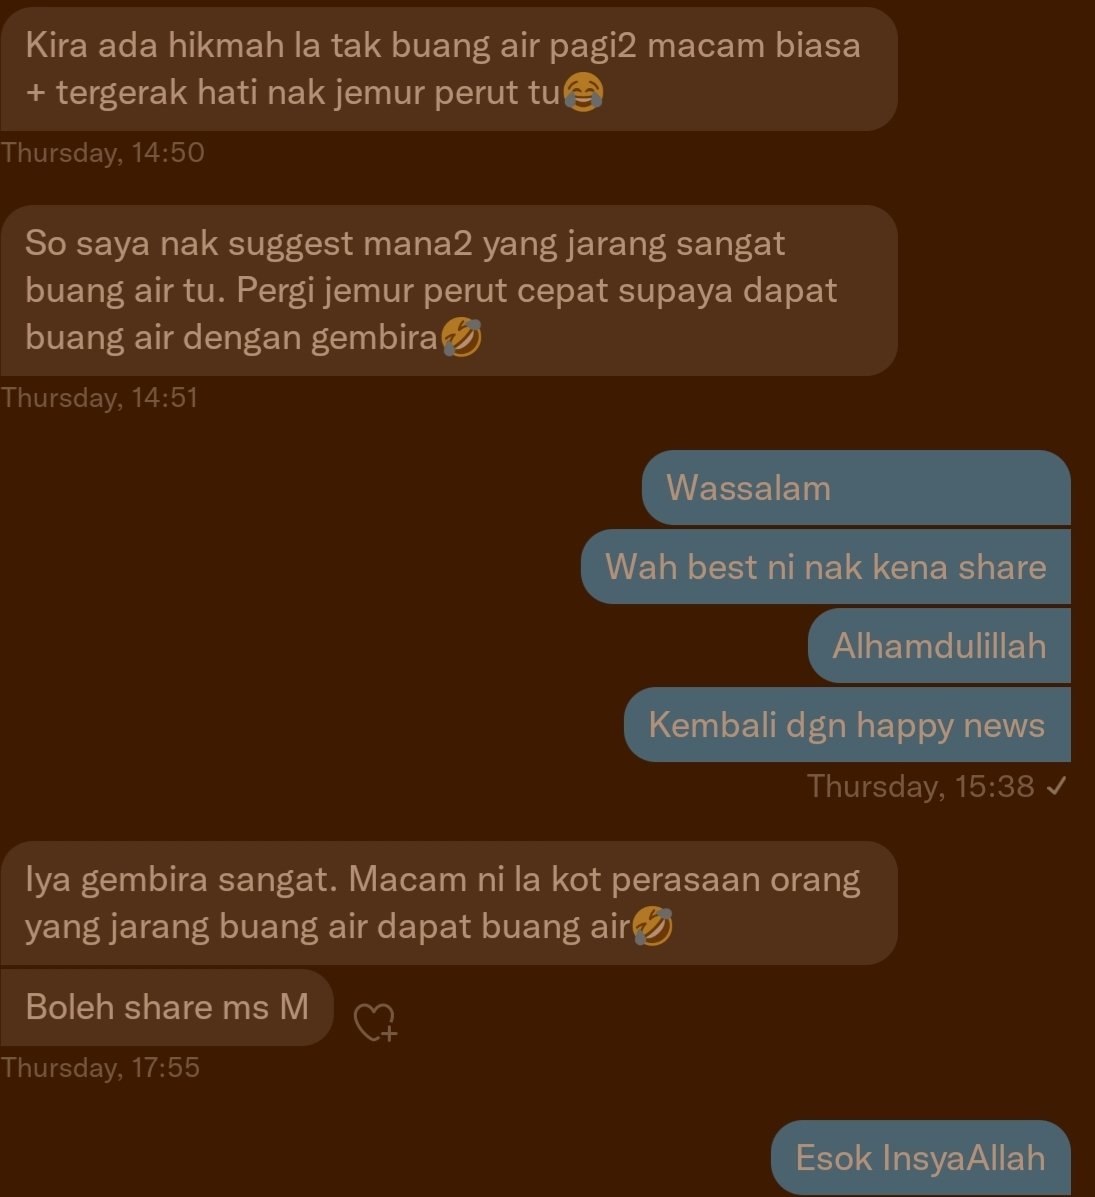 Kira ada hikmah la tak buang air pagi2 macam biasa
+ tergerak hati nak jemur perut tu😂
Thursday, 14:50
So saya nak suggest mana2 yang jarang sangat
buang air tu. Pergi jemur perut cepat supaya dapat
buang air dengan gembira🤣
Thursday, 14:51
Wassalam
Wah best ni nak kena share
Alhamdulillah
Kembali dgn happy news
Thursday, 15:38 ✓
Iya gembira sangat. Macam ni la kot perasaan orang
yang jarang buang air dapat buang air🤣
Boleh share ms M
Thursday, 17:55
Esok InsyaAllah